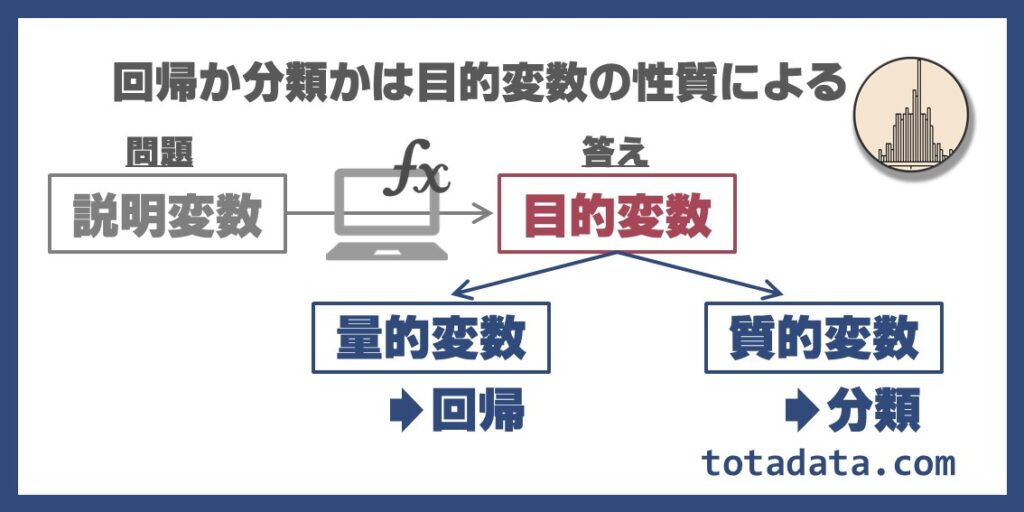 回帰か分類かは目的変数の性質による
問題
答え
説明変数
fx
目的変数
量的変数
質的変数
回帰
分類
totadata.com